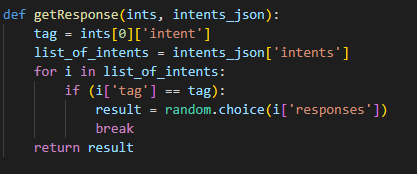 def getResponse(ints, intents_json):
    tag = ints[0]['intent']
    list_of_intents = intents_json['intents']
    for i in list_of_intents:
        if (i['tag'] == tag):
            result = random.choice(i['responses'])
            break
    return result